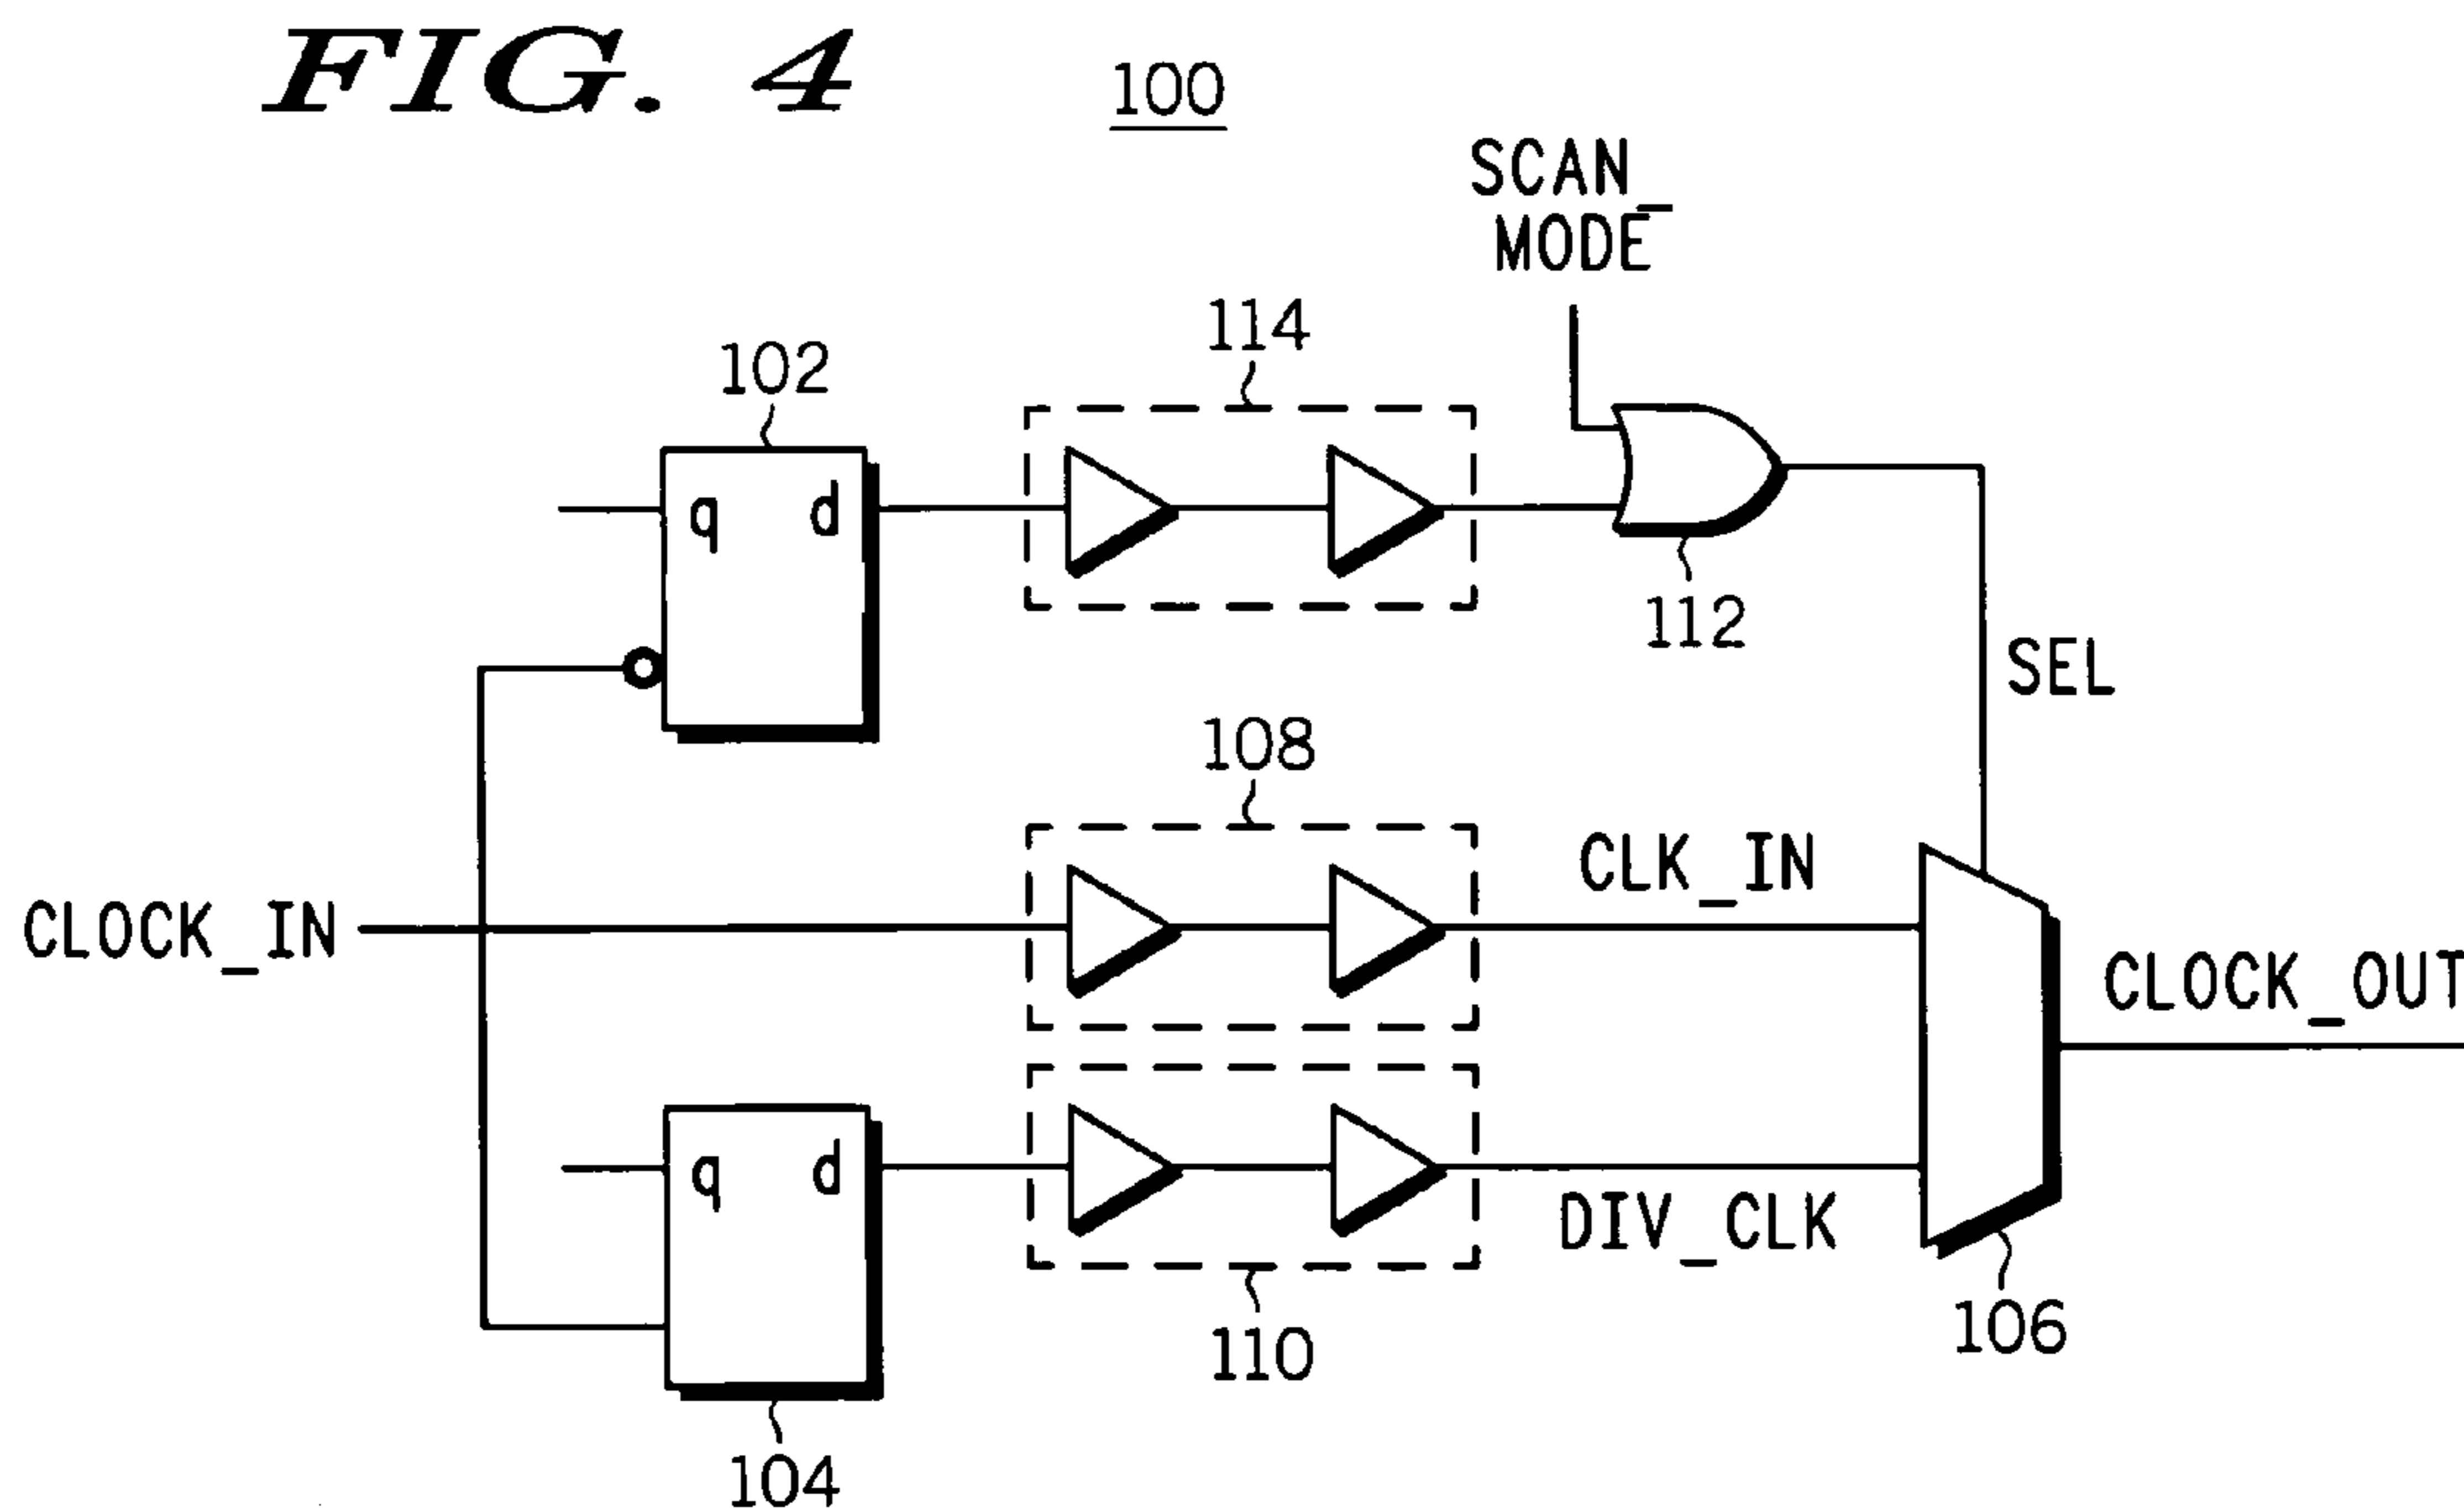 FIG. 4
100
SCAN_
MODE
114
102
q d
112
SEL
108
CLK_IN
CLOCK_IN
CLOCK_OUT
q d
DIV_CLK
110
106
104